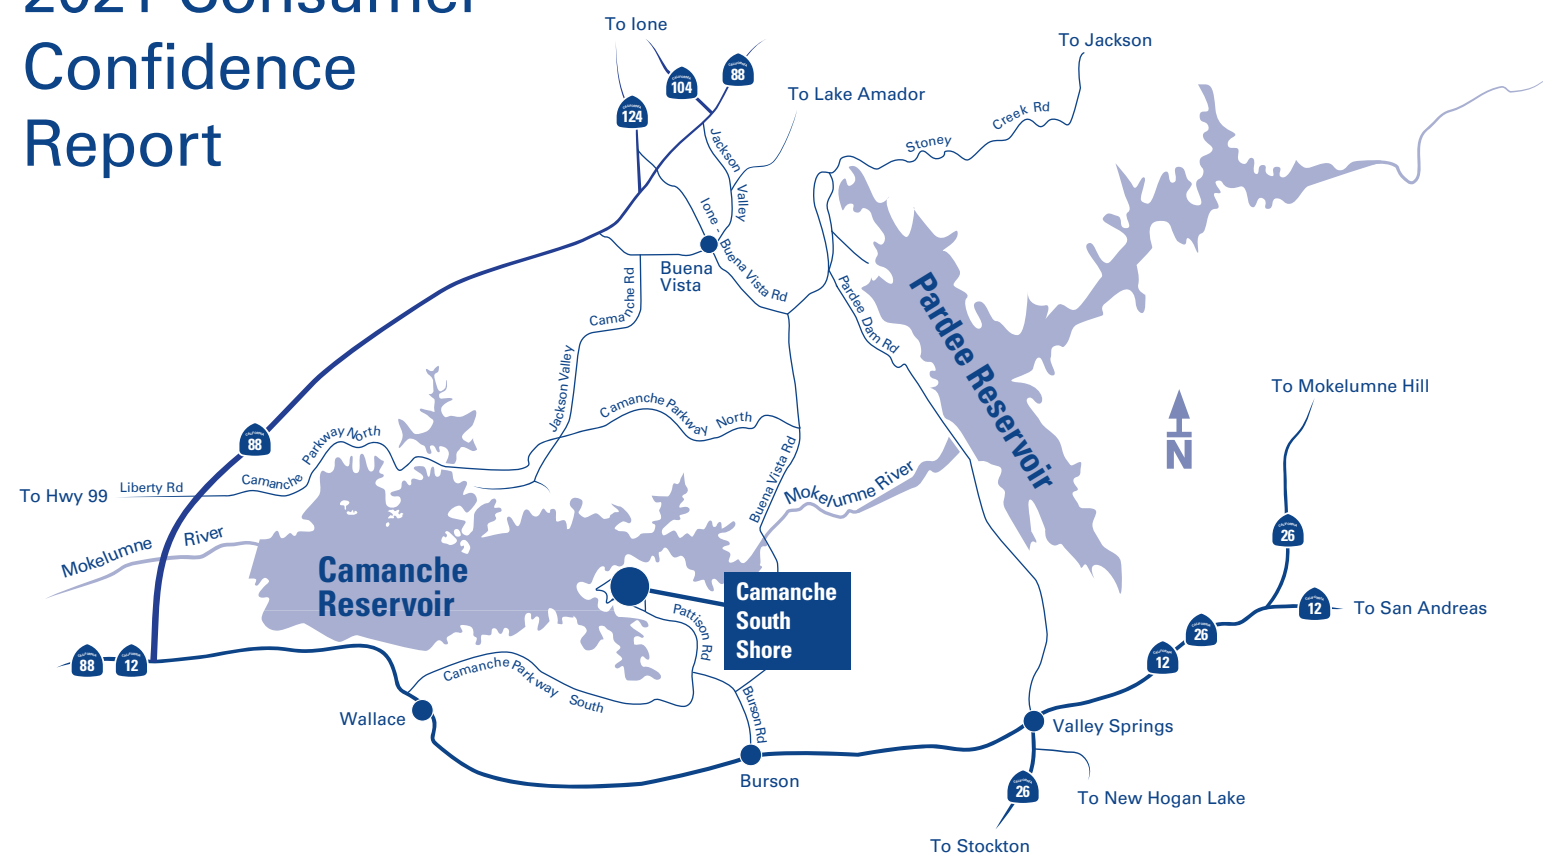 2021 Consumer
Confidence
Report
To Ione
To Jackson
104
88
124
To Lake Amador
Stoney Creek Rd
Jackson Valley
Ione - Buena Vista Rd
Buena
Vista
Camanche Rd
Jackson Valley
Pardee Dam Rd
Pardee Reservoir
N
To Mokelumne Hill
Camanche Parkway North
Camanche Parkway North
88
To Hwy 99
Liberty Rd
Buena Vista Rd
Mokelumne River
Mokelumne River
26
Camanche
Reservoir
Camanche
South
Shore
Pattison Rd
12
To San Andreas
26
12
88
12
Camanche Parkway South
Burson Rd
Wallace
Valley Springs
Burson
26
To New Hogan Lake
To Stockton